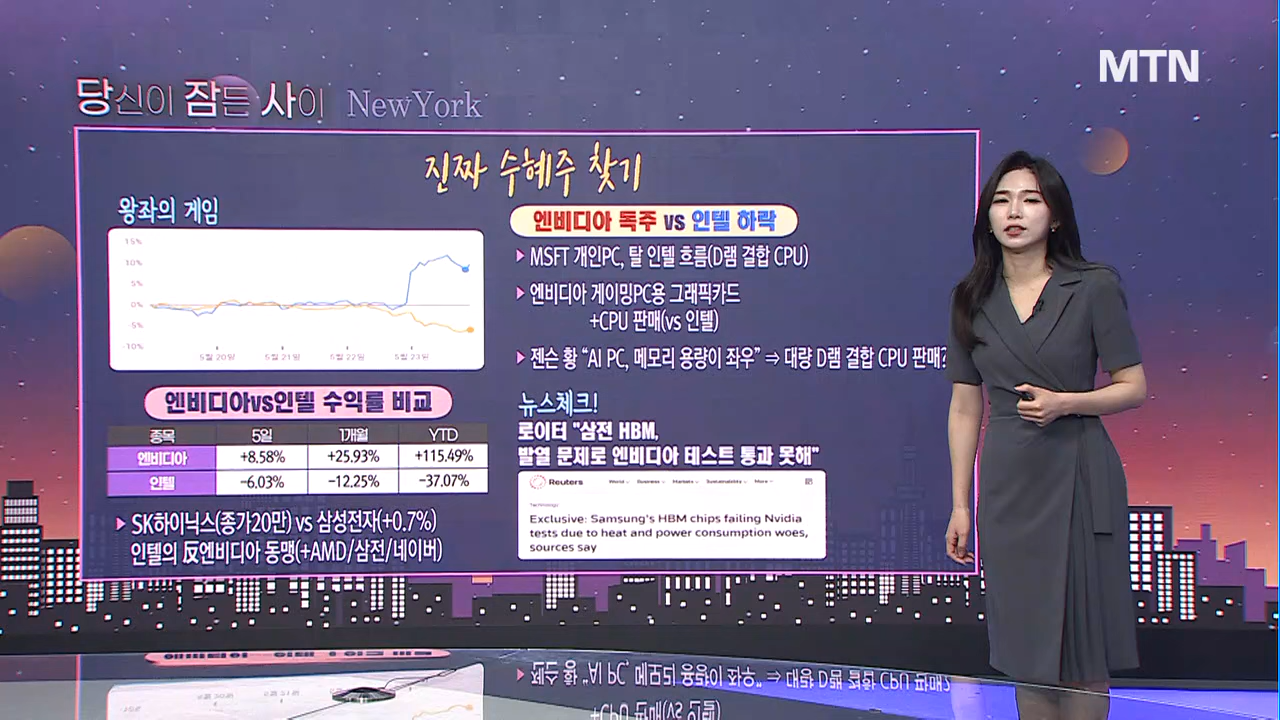 당신이 잠든 사이 NewYork
MTN
진짜 수혜주 찾기
왕좌의 게임
15%
10%
5%
0%
-5%
-10%
5월 20일 5월 21일 5월 22일 5월 23일
엔비디아vs인텔 수익률 비교
종목 5일 1개월 YTD
엔비디아 +8.58% +25.93% +115.49%
인텔 -6.03% -12.25% -37.07%
▶ SK하이닉스(종가20만) vs 삼성전자(+0.7%)
인텔의 反엔비디아 동맹(+AMD/삼전/네이버)
엔비디아 독주 vs 인텔 하락
▶ MSFT 개인PC, 탈 인텔 흐름(D램 결합 CPU)
▶ 엔비디아 게이밍PC용 그래픽카드
+CPU 판매(vs 인텔)
▶ 젠슨 황 “AI PC, 메모리 용량이 좌우” ⇒ 대량 D램 결합 CPU 판매?
뉴스체크!
로이터 "삼전 HBM,
발열 문제로 엔비디아 테스트 통과 못해"
Reuters World Business Markets Sustainability More
Technology
Exclusive: Samsung's HBM chips failing Nvidia
tests due to heat and power consumption woes,
sources say